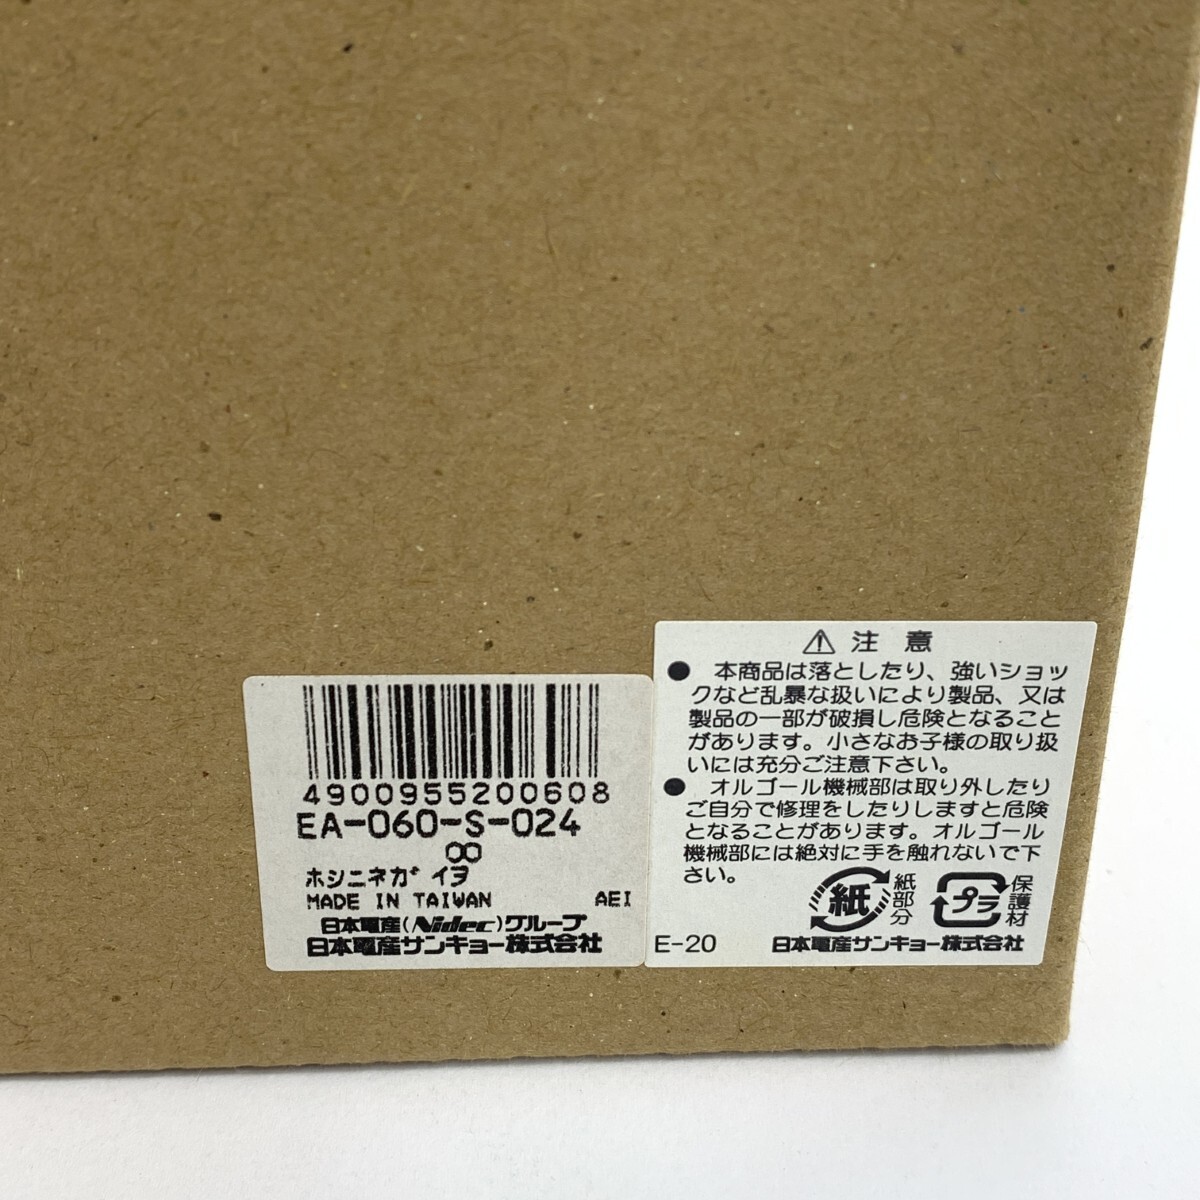 4900955200608
EA-060-S-024
∞
ホシニネガイヲ
MADE IN TAIWAN AEI
日本電産(Nidec)グループ
日本電産サンキョー株式会社
⚠ 注意
● 本商品は落としたり、強いショッ
クなど乱暴な扱いにより製品、又は
製品の一部が破損し危険となること
があります。小さなお子様の取り扱
いには充分ご注意下さい。
● オルゴール機械部は取り外したり
ご自分で修理をしたりしますと危険
となることがあります。オルゴール
機械部には絶対に手を触れないで下
さい。
紙 紙部分 プラ 保護材
E-20 日本電産サンキョー株式会社